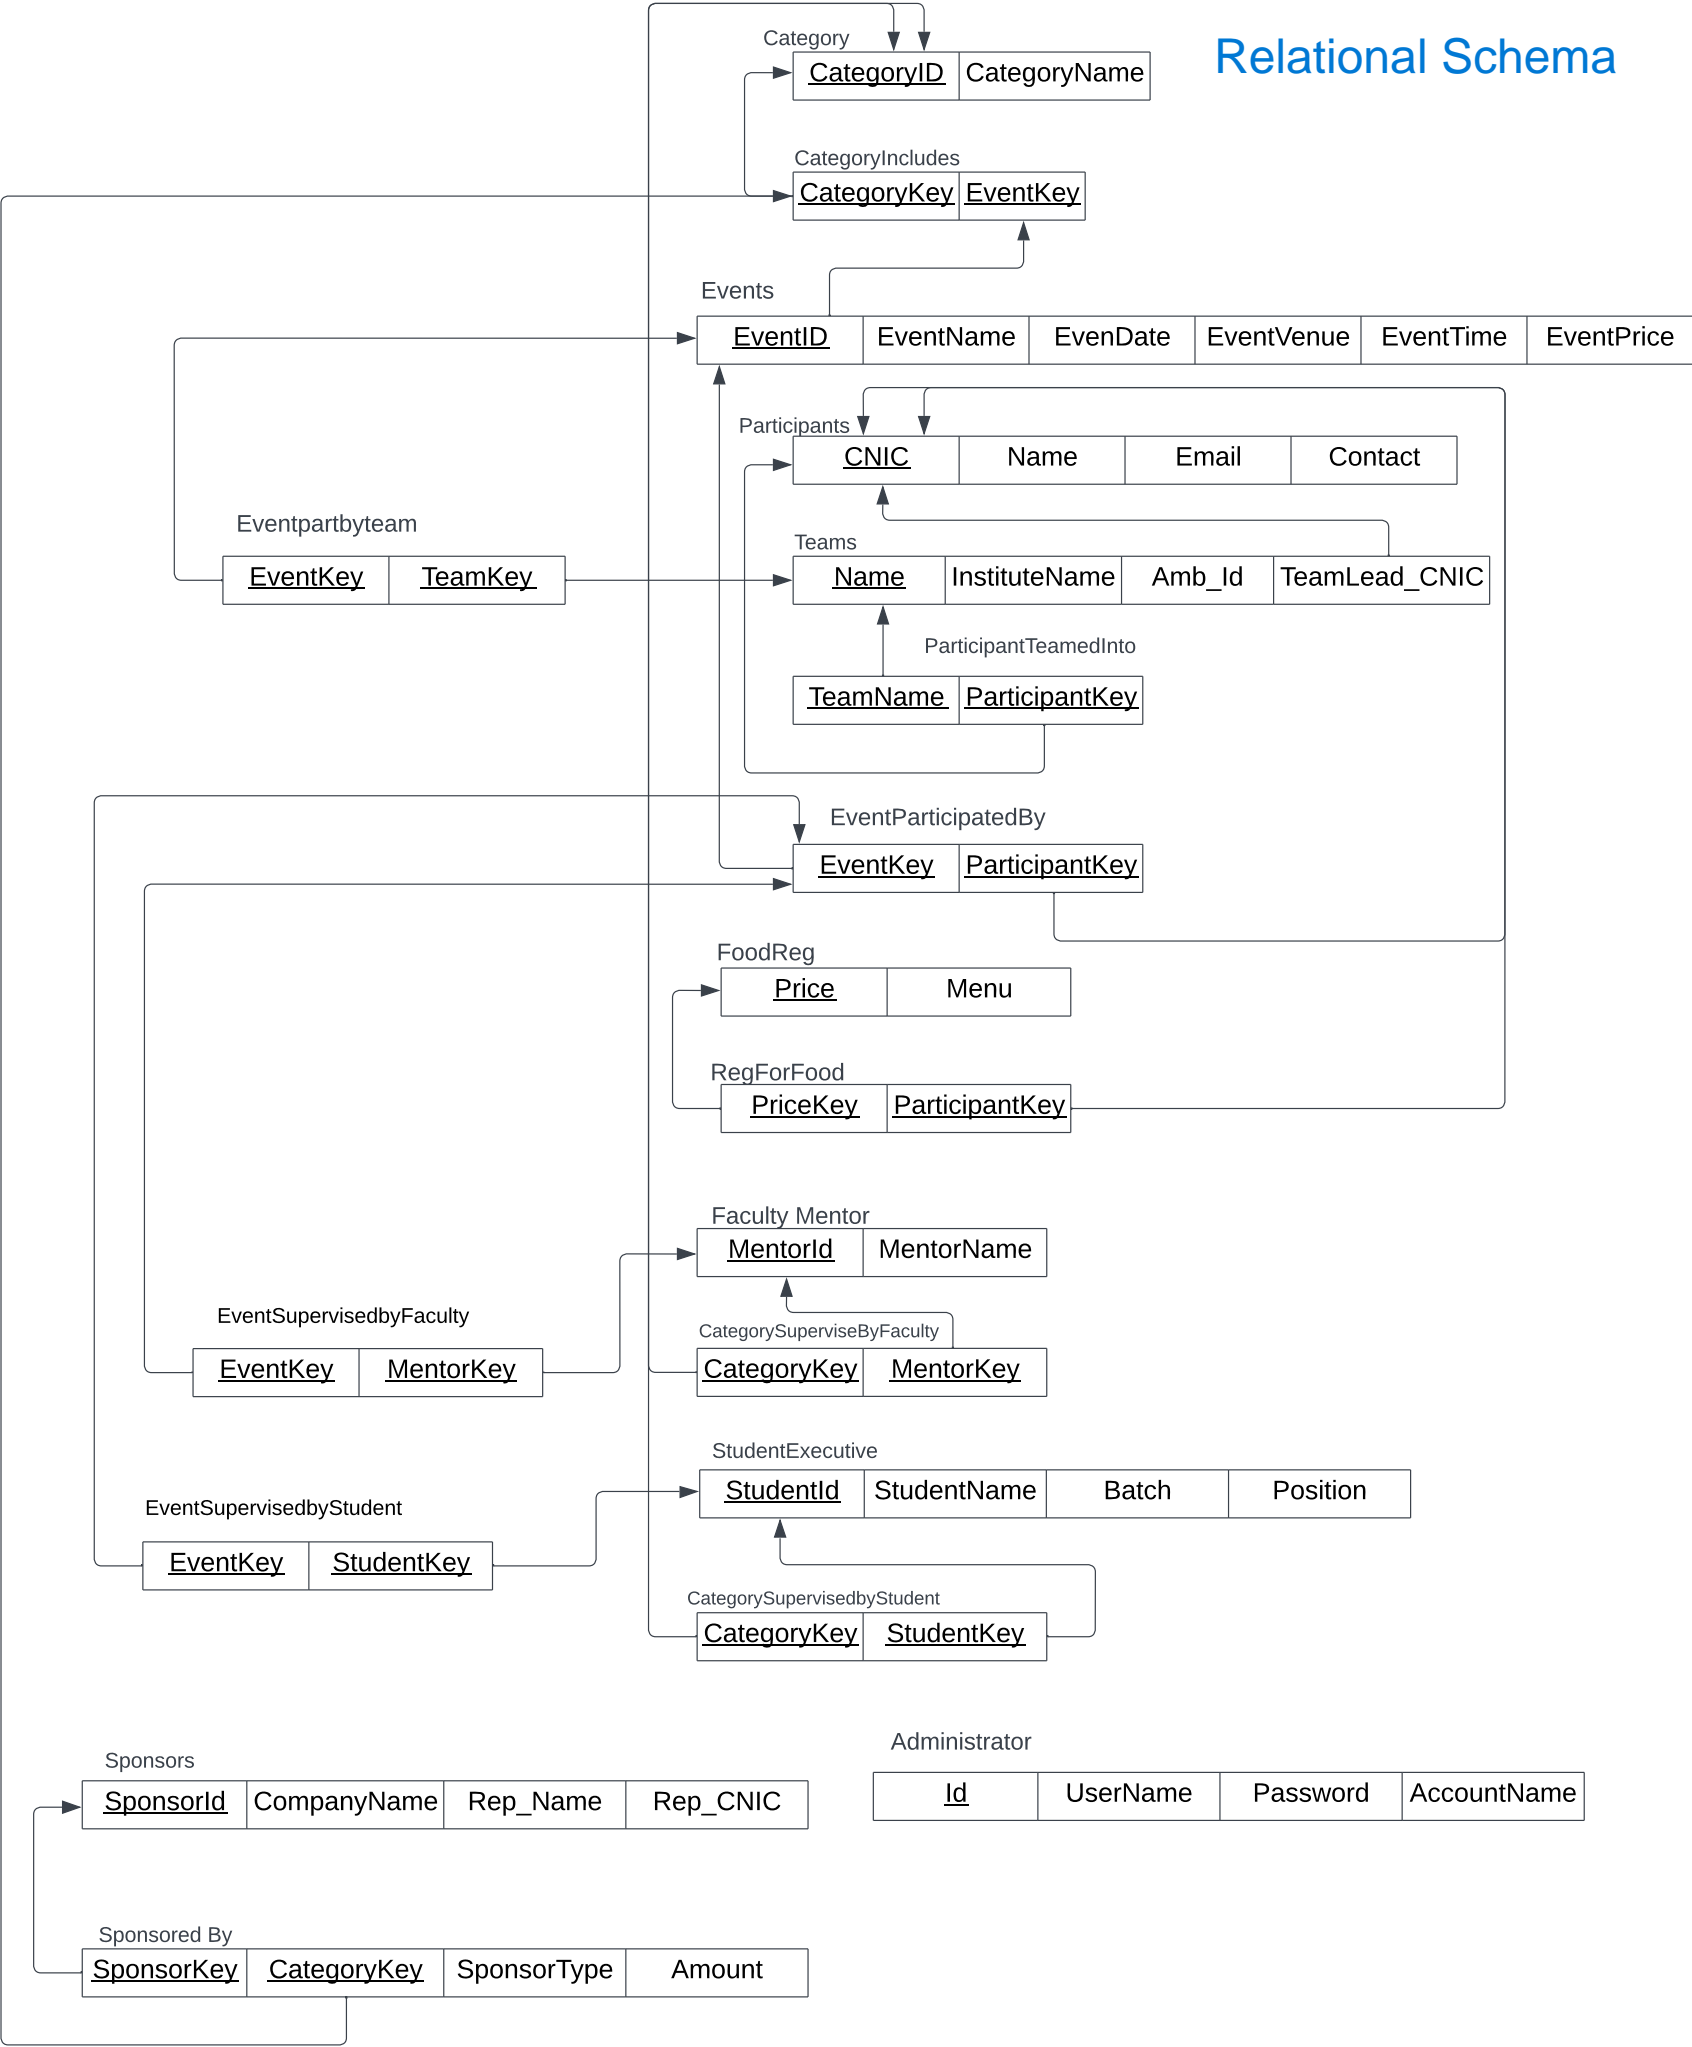 Relational Schema
Category
CategoryID CategoryName
CategoryIncludes
CategoryKey EventKey
Events
EventID EventName EvenDate EventVenue EventTime EventPrice
Participants
CNIC Name Email Contact
Eventpartbyteam
EventKey TeamKey
Teams
Name InstituteName Amb_Id TeamLead_CNIC
ParticipantTeamedInto
TeamName ParticipantKey
EventParticipatedBy
EventKey ParticipantKey
FoodReg
Price Menu
RegForFood
PriceKey ParticipantKey
Faculty Mentor
MentorId MentorName
EventSupervisedbyFaculty
EventKey MentorKey
CategorySuperviseByFaculty
CategoryKey MentorKey
StudentExecutive
StudentId StudentName Batch Position
EventSupervisedbyStudent
EventKey StudentKey
CategorySupervisedbyStudent
CategoryKey StudentKey
Sponsors
SponsorId CompanyName Rep_Name Rep_CNIC
Administrator
Id UserName Password AccountName
Sponsored By
SponsorKey CategoryKey SponsorType Amount